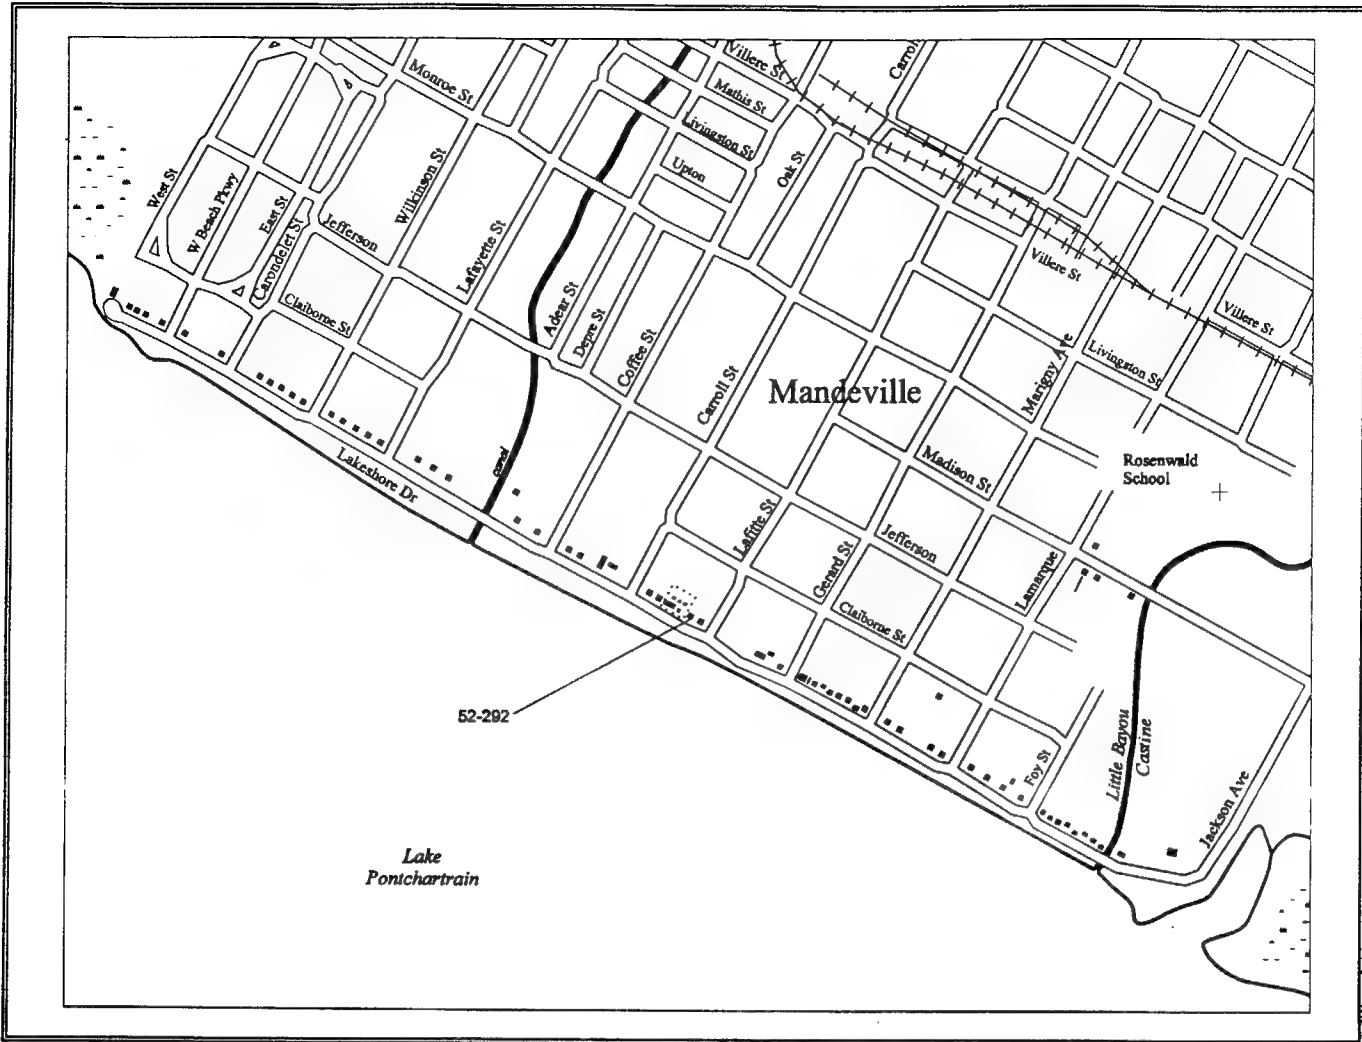 Villere St
Carroll
Monroe St
Mathis St
Livingston St
Upton
Oak St
West St
W Beach Pkwy
East St
Carondelet St
Jefferson
Wilkinson St
Lafayette St
Claiborne St
Adear St
Depre St
Coffee St
Carroll St
Villere St
Villere St
Livingston St
Marigny Ave
Mandeville
Madison St
Rosenwald
School
Lakeshore Dr
canal
Lafitte St
Jefferson
Gerard St
Lamarque
Claiborne St
52-292
Foy St
Little Bayou
Castine
Jackson Ave
Lake
Pontchartrain